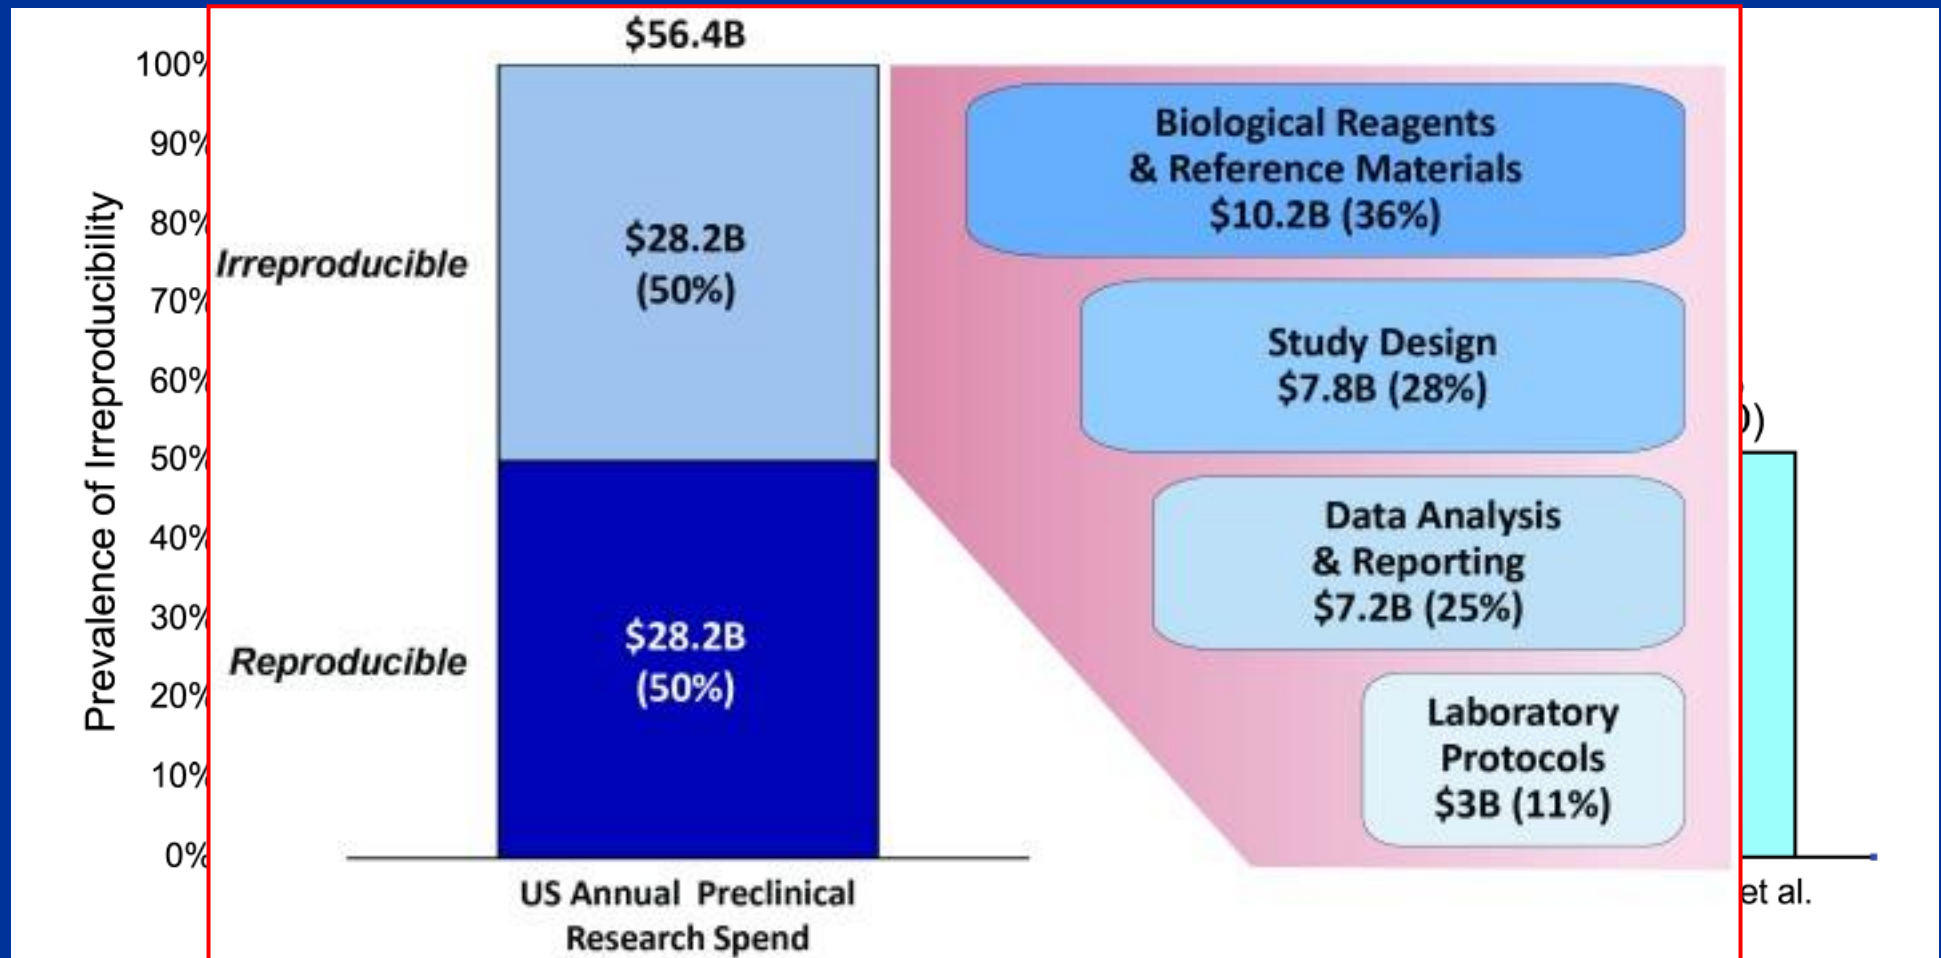 $56.4B
100%
90%
80%
70%
60%
50%
40%
30%
20%
10%
0%
Prevalence of Irreproducibility
Irreproducible
$28.2B
(50%)
Reproducible
$28.2B
(50%)
US Annual Preclinical
Research Spend
Biological Reagents
& Reference Materials
$10.2B (36%)
Study Design
$7.8B (28%)
Data Analysis
& Reporting
$7.2B (25%)
Laboratory
Protocols
$3B (11%)
et al.